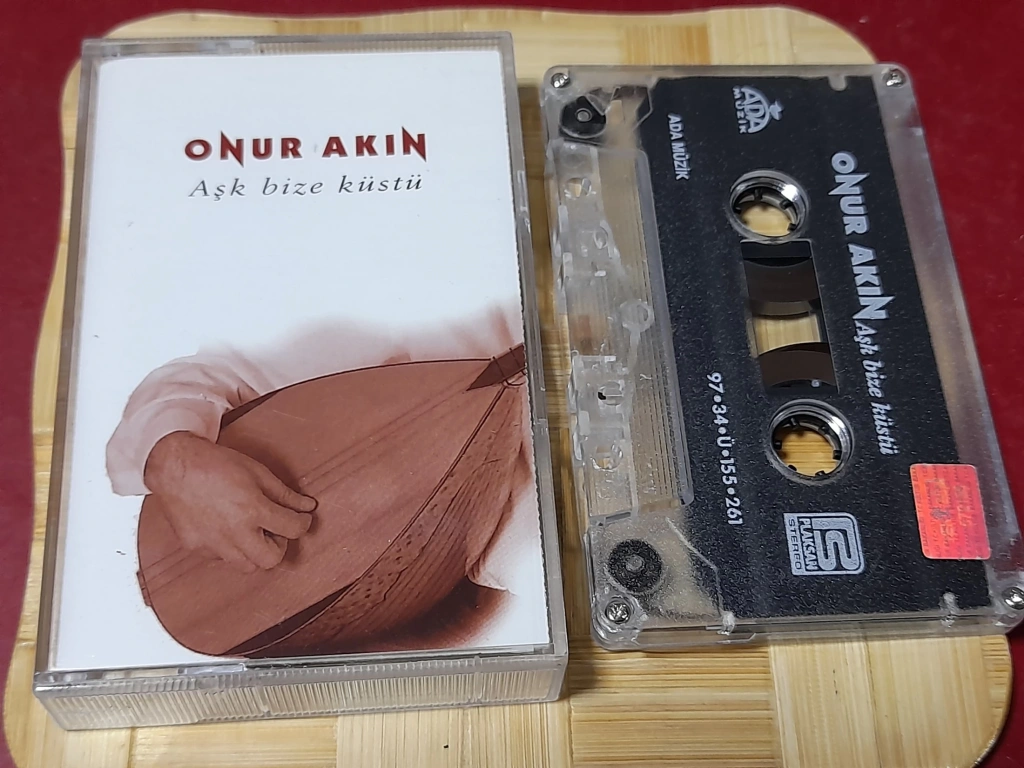 ONUR AKIN
Aşk bize küstü
ADA
MÜZİK
ADA MÜZİK
ONUR AKIN Aşk bize küstü
97•34•Ü•155•261
PLAKSAN
STEREO